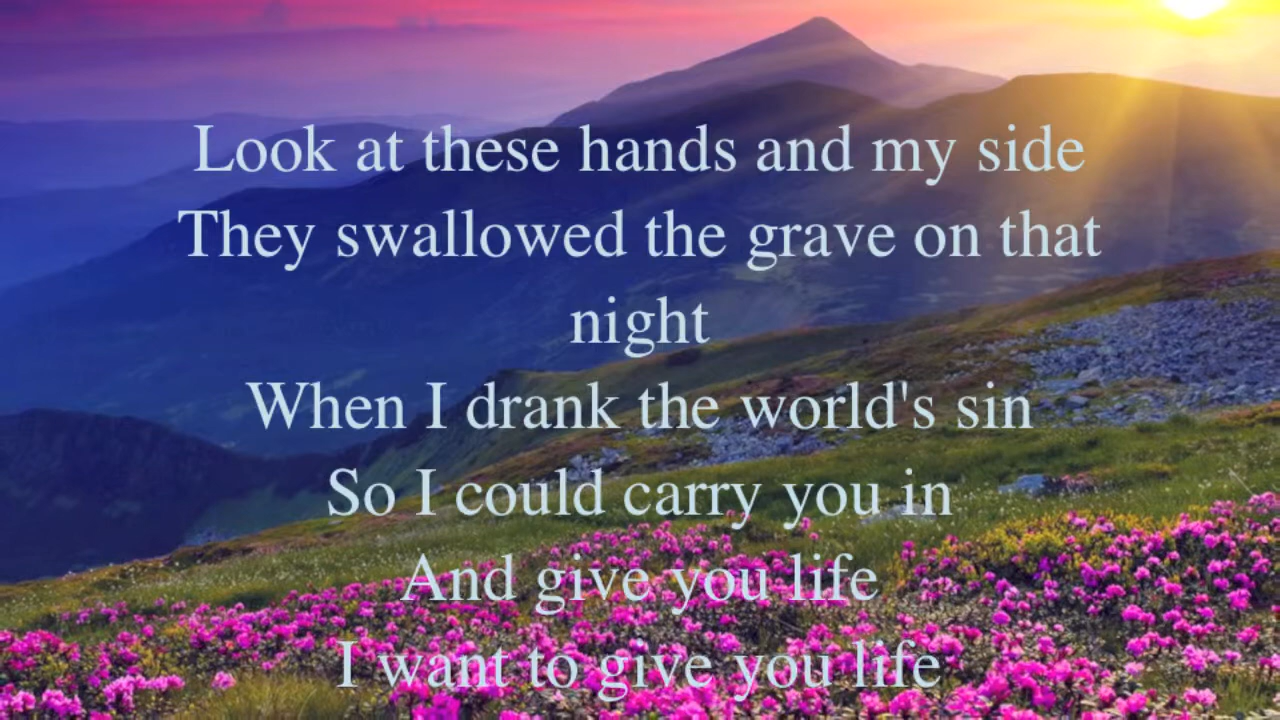 Look at these hands and my side
They swallowed the grave on that
night
When I drank the world's sin
So I could carry you in
And give you life
I want to give you life